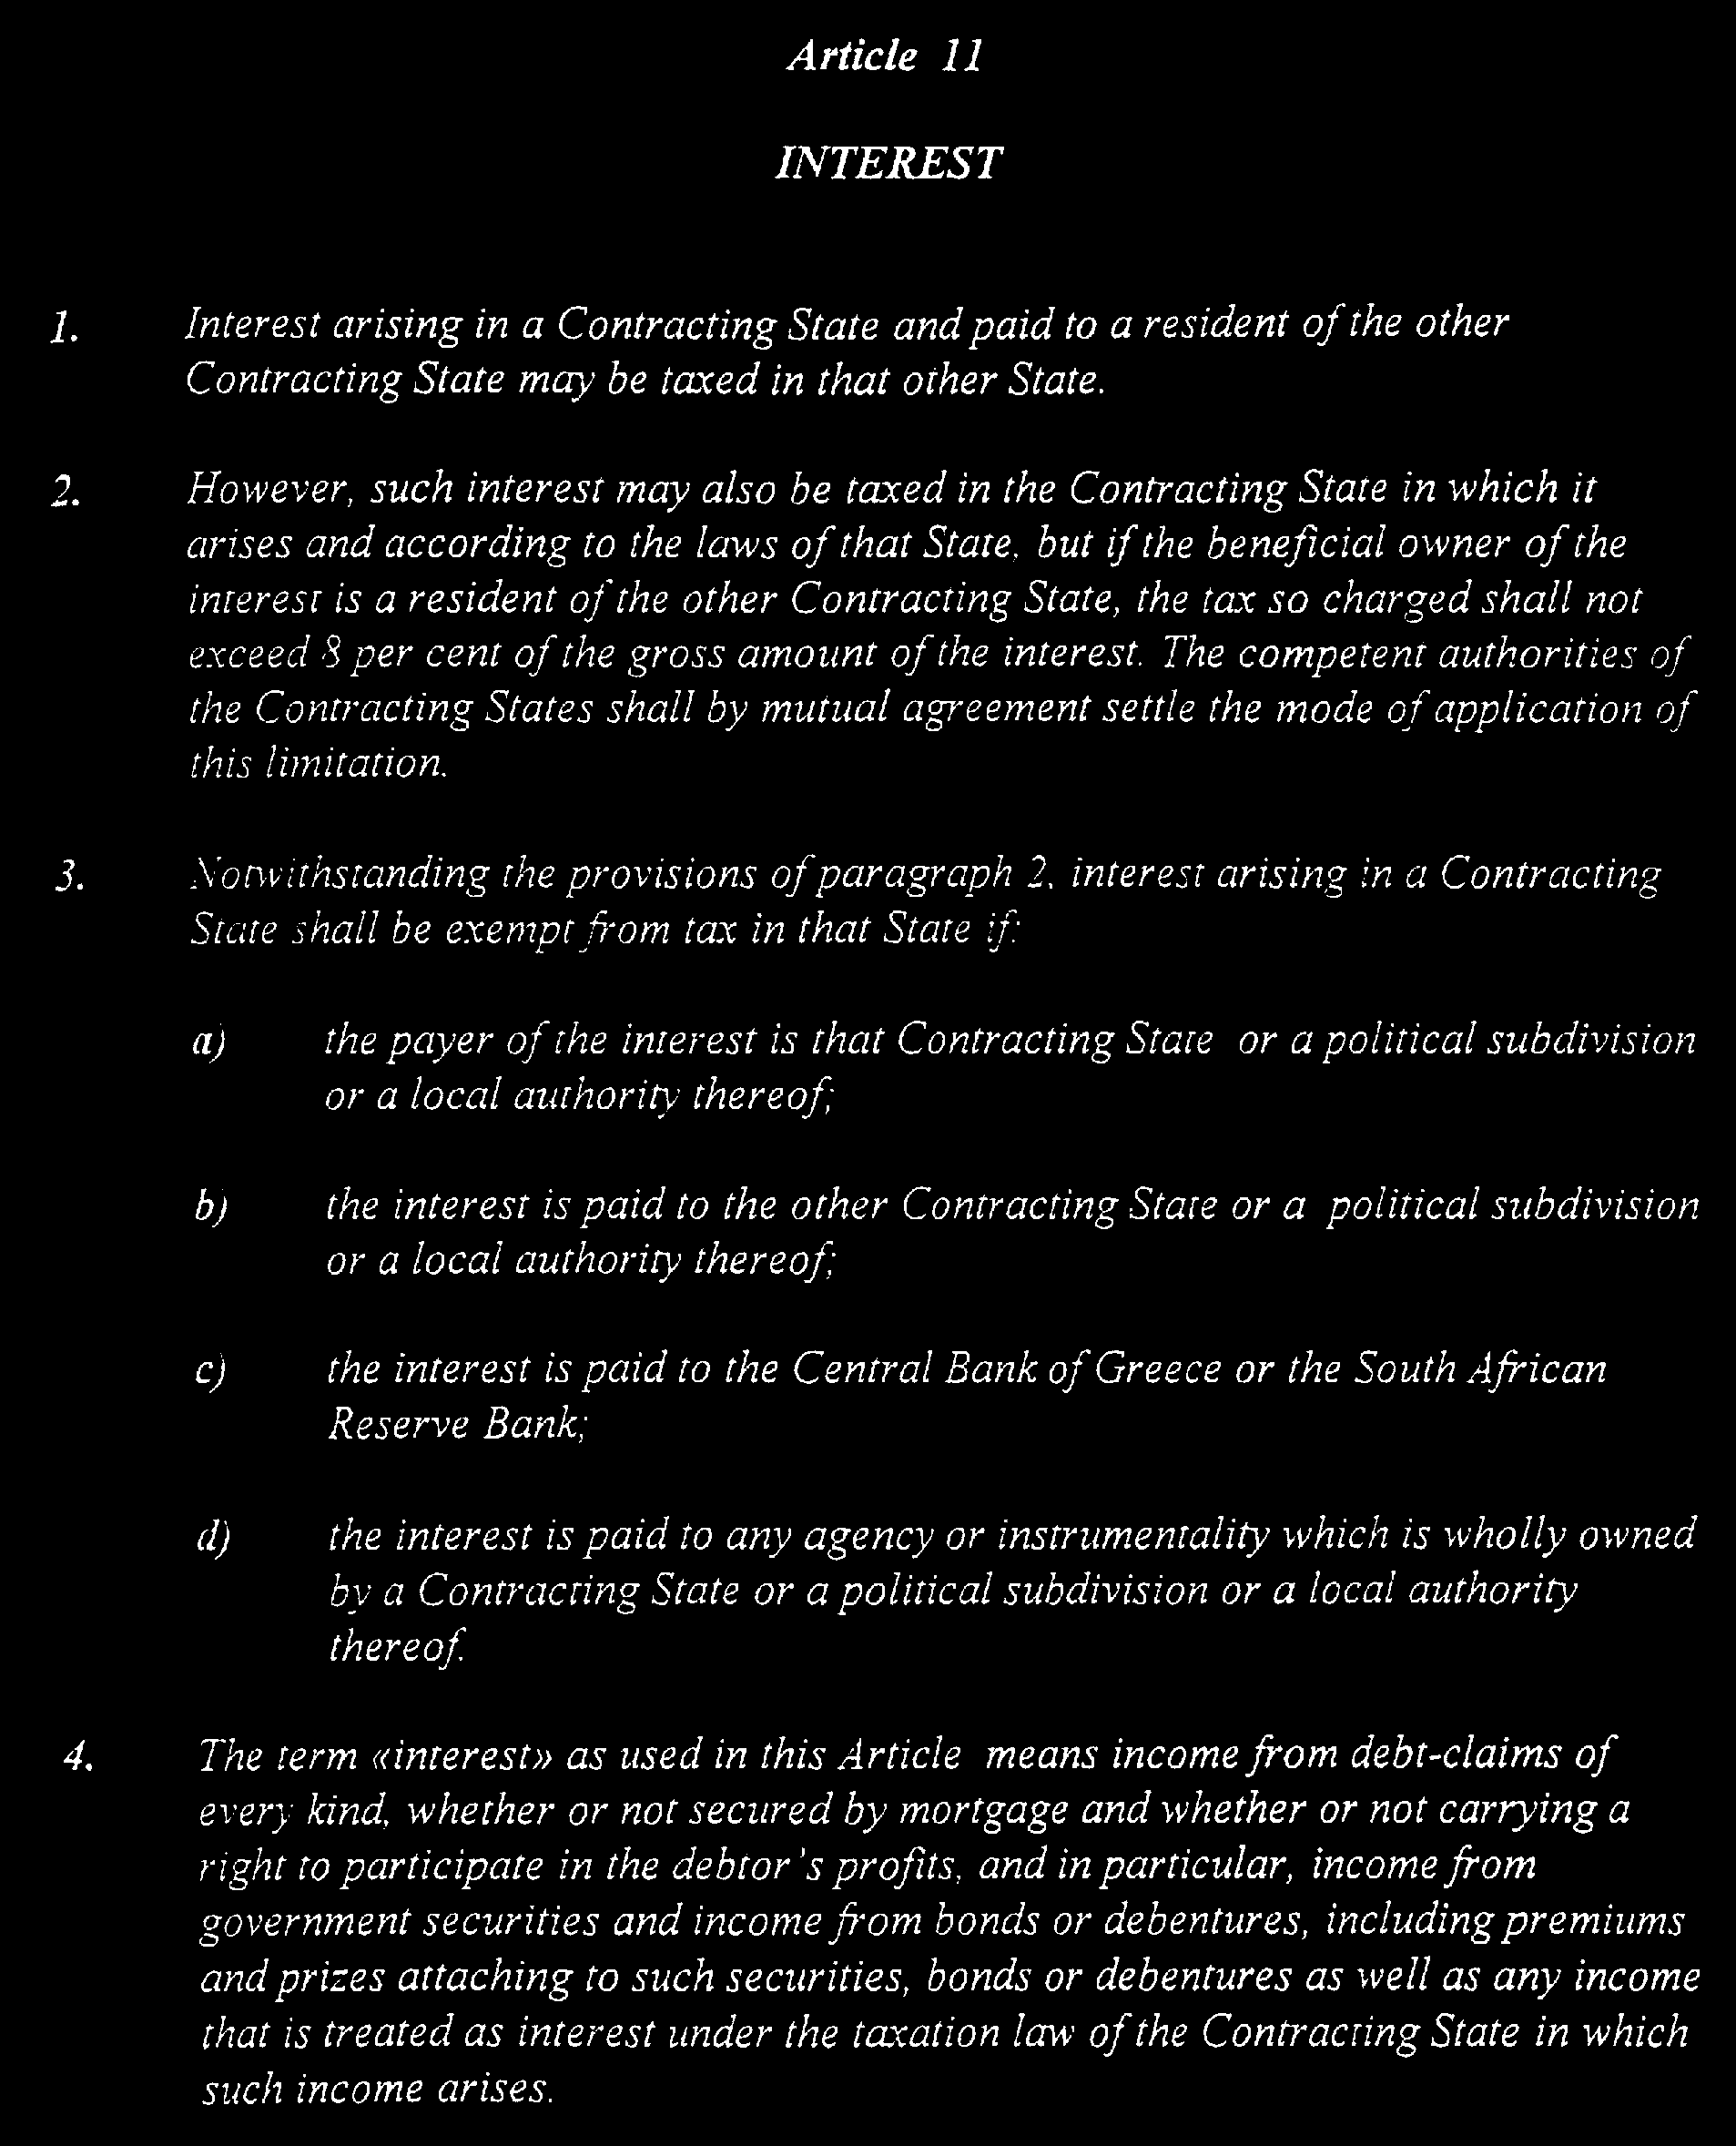 Article 11
INTEREST
1. Interest arising in a Contracting State and paid to a resident of the other
Contracting State may be taxed in that other State.
2. However, such interest may also be taxed in the Contracting State in which it
arises and according to the laws of that State, but if the beneficial owner of the
interest is a resident of the other Contracting State, the tax so charged shall not
exceed 8 per cent of the gross amount of the interest. The competent authorities of
the Contracting States shall by mutual agreement settle the mode of application of
this limitation.
3. Notwithstanding the provisions of paragraph 2, interest arising in a Contracting
State shall be exempt from tax in that State if:
a) the payer of the interest is that Contracting State or a political subdivision
or a local authority thereof;
b) the interest is paid to the other Contracting State or a political subdivision
or a local authority thereof;
c) the interest is paid to the Central Bank of Greece or the South African
Reserve Bank;
d) the interest is paid to any agency or instrumentality which is wholly owned
by a Contracting State or a political subdivision or a local authority
thereof.
4. The term «interest» as used in this Article means income from debt-claims of
every kind, whether or not secured by mortgage and whether or not carrying a
right to participate in the debtor's profits, and in particular, income from
government securities and income from bonds or debentures, including premiums
and prizes attaching to such securities, bonds or debentures as well as any income
that is treated as interest under the taxation law of the Contracting State in which
such income arises.